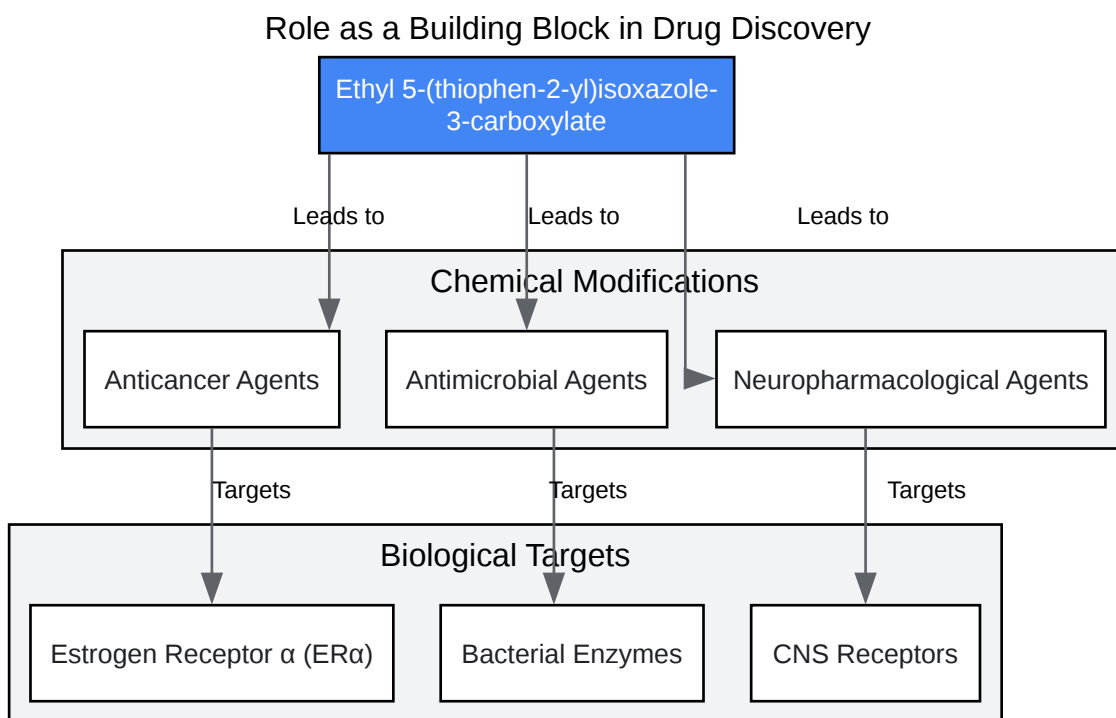 Role as a Building Block in Drug Discovery
Ethyl 5-(thiophen-2-yl)isoxazole-
3-carboxylate
Leads to
Leads to
Leads to
Chemical Modifications
Anticancer Agents
Antimicrobial Agents
Neuropharmacological Agents
Targets
Targets
Targets
Biological Targets
Estrogen Receptor α (ERα)
Bacterial Enzymes
CNS Receptors